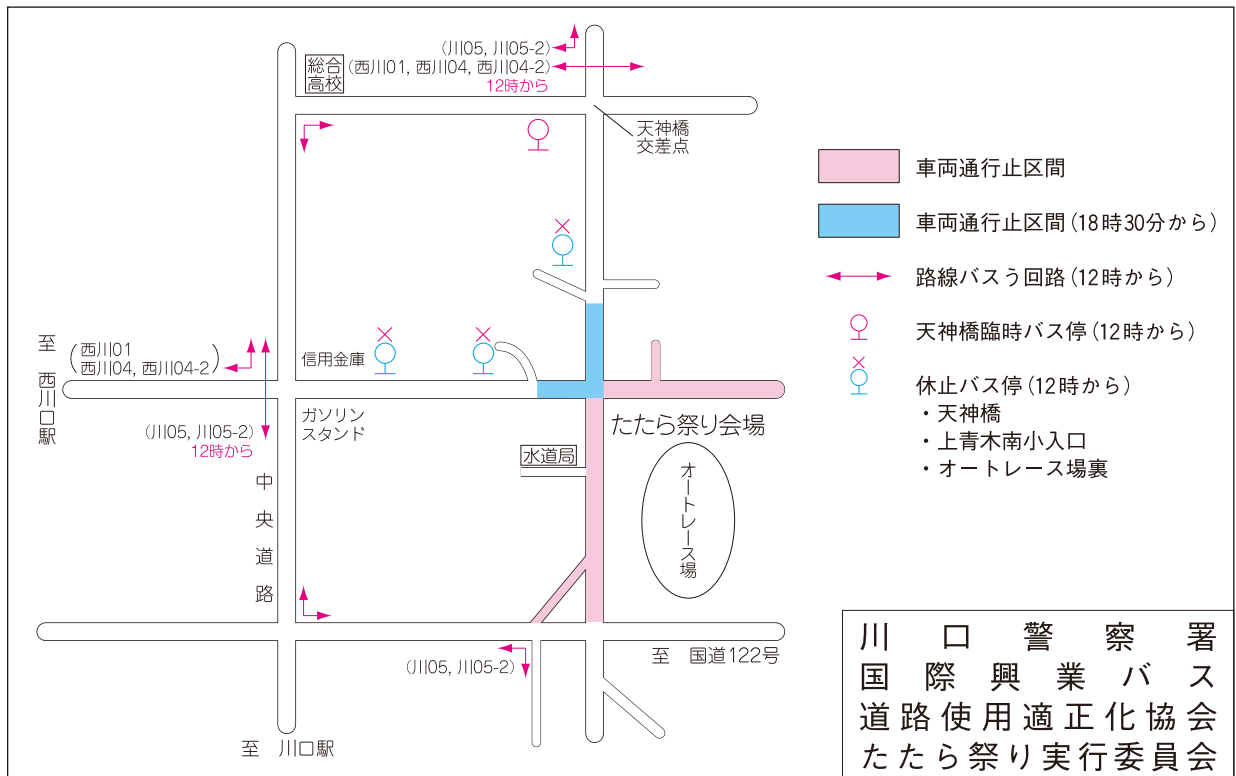 (川05, 川05-2)
総合
高校
(西川01, 西川04, 西川04-2)
12時から
天神橋
交差点
車両通行止区間
車両通行止区間(18時30分から)
路線バスう回路(12時から)
天神橋臨時バス停(12時から)
休止バス停(12時から)
・天神橋
・上青木南小入口
・オートレース場裏
至 西川口駅
(西川01
西川04, 西川04-2)
信用金庫
ガソリン
スタンド
(川05, 川05-2)
12時から
たたら祭り会場
水道局
オートレース場
中央道路
(川05, 川05-2)
至 国道122号
至 川口駅
川口警察署
国際興業バス
道路使用適正化協会
たたら祭り実行委員会